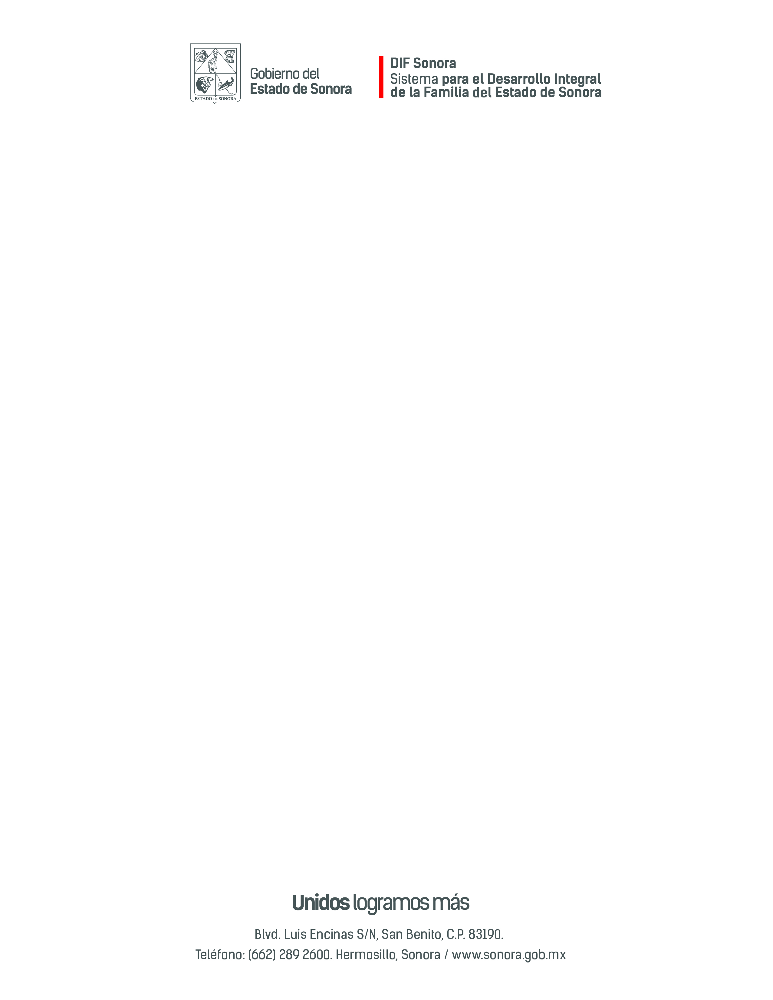 ESTADO DE SONORA
Gobierno del
Estado de Sonora
DIF Sonora
Sistema para el Desarrollo Integral
de la Familia del Estado de Sonora
Unidos logramos más
Blvd. Luis Encinas S/N, San Benito, C.P. 83190.
Teléfono: (662) 289 2600. Hermosillo, Sonora / www.sonora.gob.mx